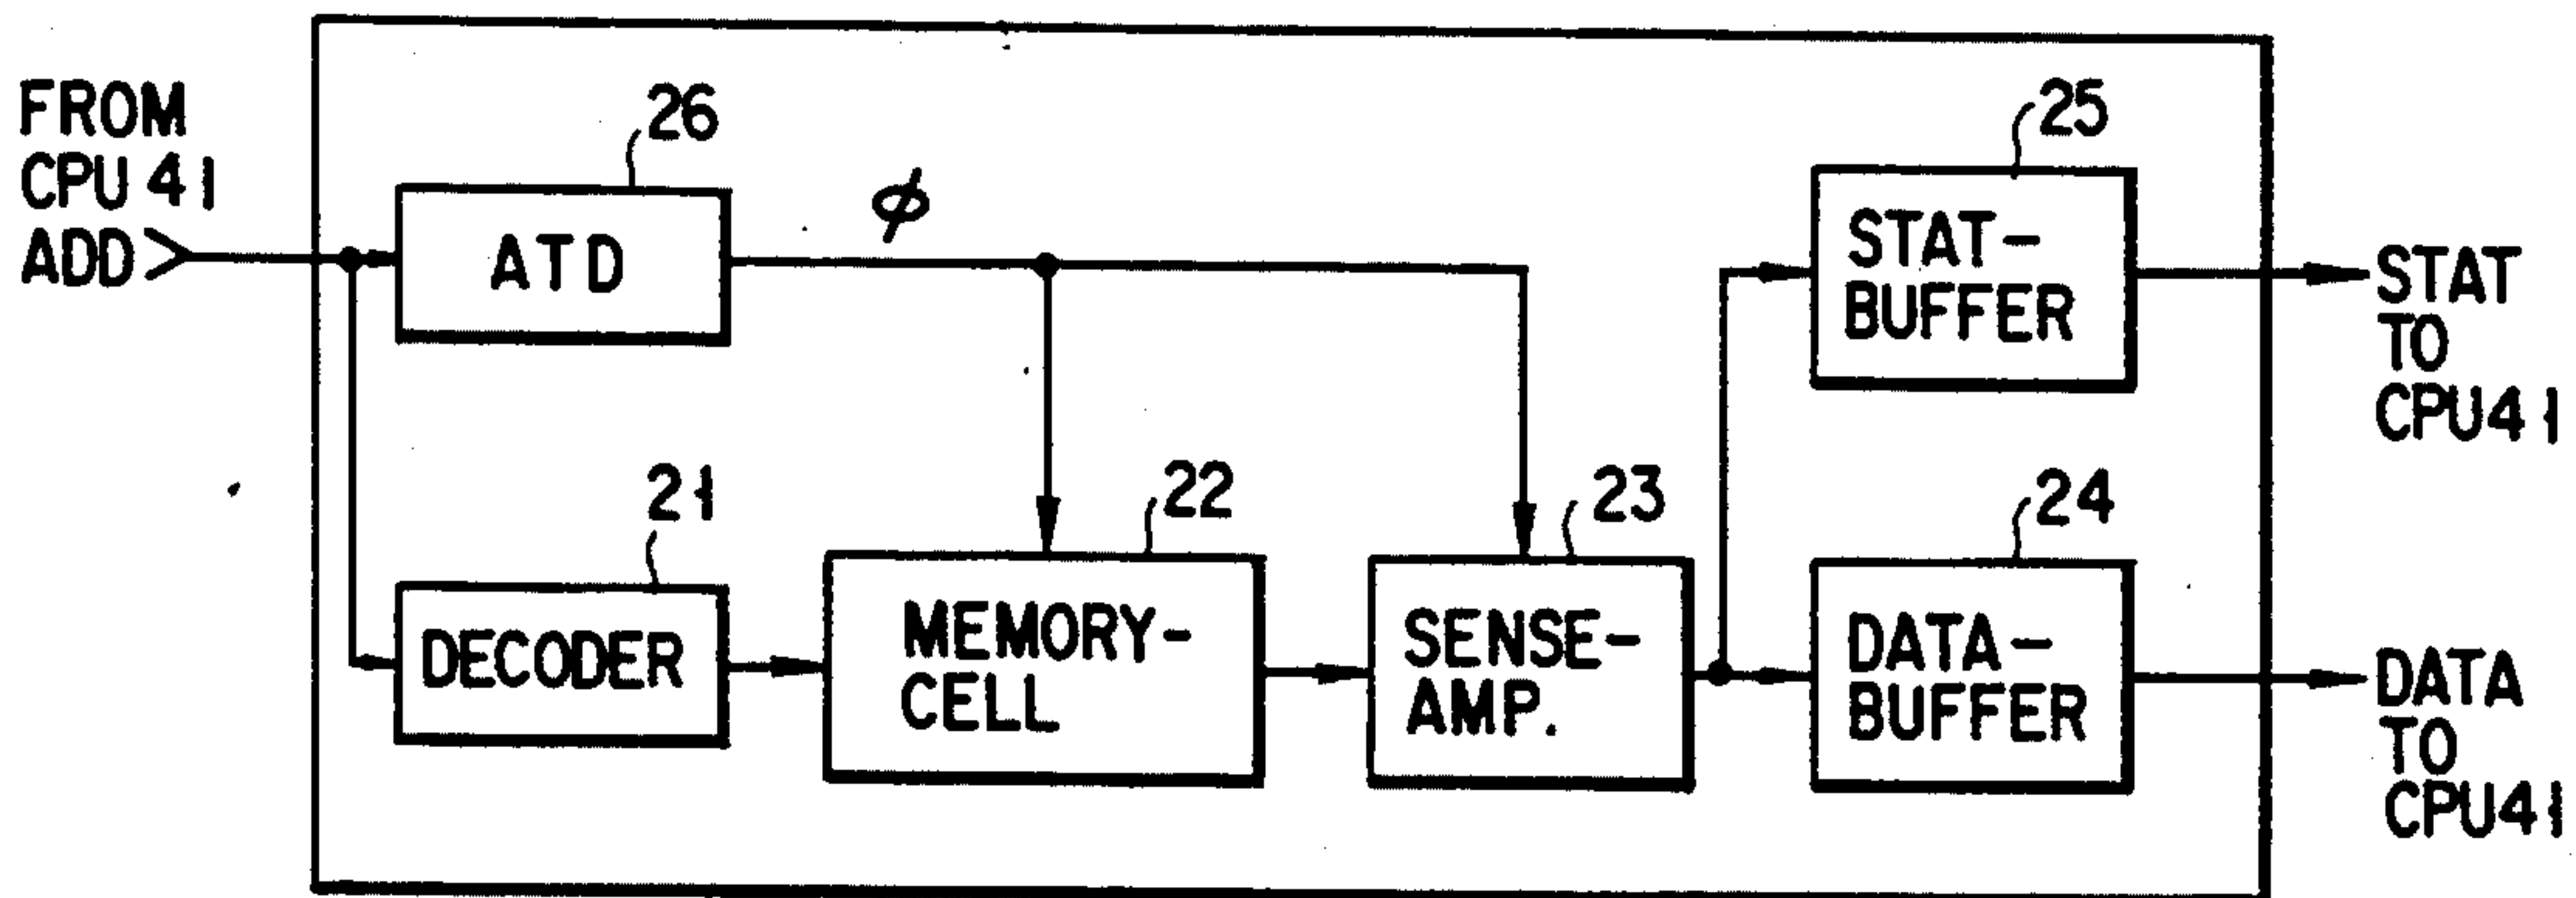 FROM
CPU 41
ADD
26
ATD
φ
25
STAT-
BUFFER
STAT
TO
CPU41
21
DECODER
22
MEMORY-
CELL
23
SENSE-
AMP.
24
DATA-
BUFFER
DATA
TO
CPU41